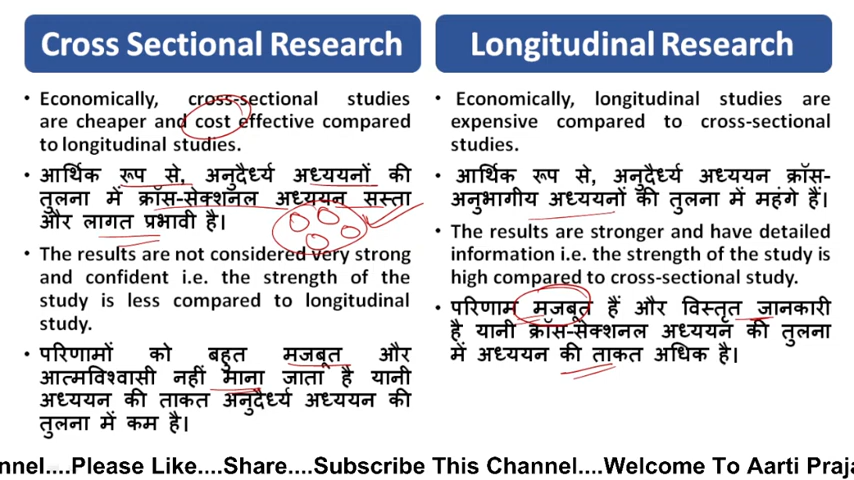 Cross Sectional Research
• Economically, cross-sectional studies
are cheaper and cost effective compared
to longitudinal studies.
• आर्थिक रूप से, अनुदैर्ध्य अध्ययनों की
तुलना में क्रॉस-सेक्शनल अध्ययन सस्ता
और लागत प्रभावी है।
• The results are not considered very strong
and confident i.e. the strength of the
study is less compared to longitudinal
study.
• परिणामों को बहुत मजबूत और
आत्मविश्वासी नहीं माना जाता है यानी
अध्ययन की ताकत अनुदैर्ध्य अध्ययन की
तुलना में कम है।
Longitudinal Research
• Economically, longitudinal studies are
expensive compared to cross-sectional
studies.
• आर्थिक रूप से, अनुदैर्ध्य अध्ययन क्रॉस-
अनुभागीय अध्ययनों की तुलना में महंगे हैं।
• The results are stronger and have detailed
information i.e. the strength of the study is
high compared to cross-sectional study.
• परिणाम मजबूत हैं और विस्तृत जानकारी
है यानी क्रॉस-सेक्शनल अध्ययन की तुलना
में अध्ययन की ताकत अधिक है।
nnel....Please Like....Share....Subscribe This Channel....Welcome To Aarti Praja